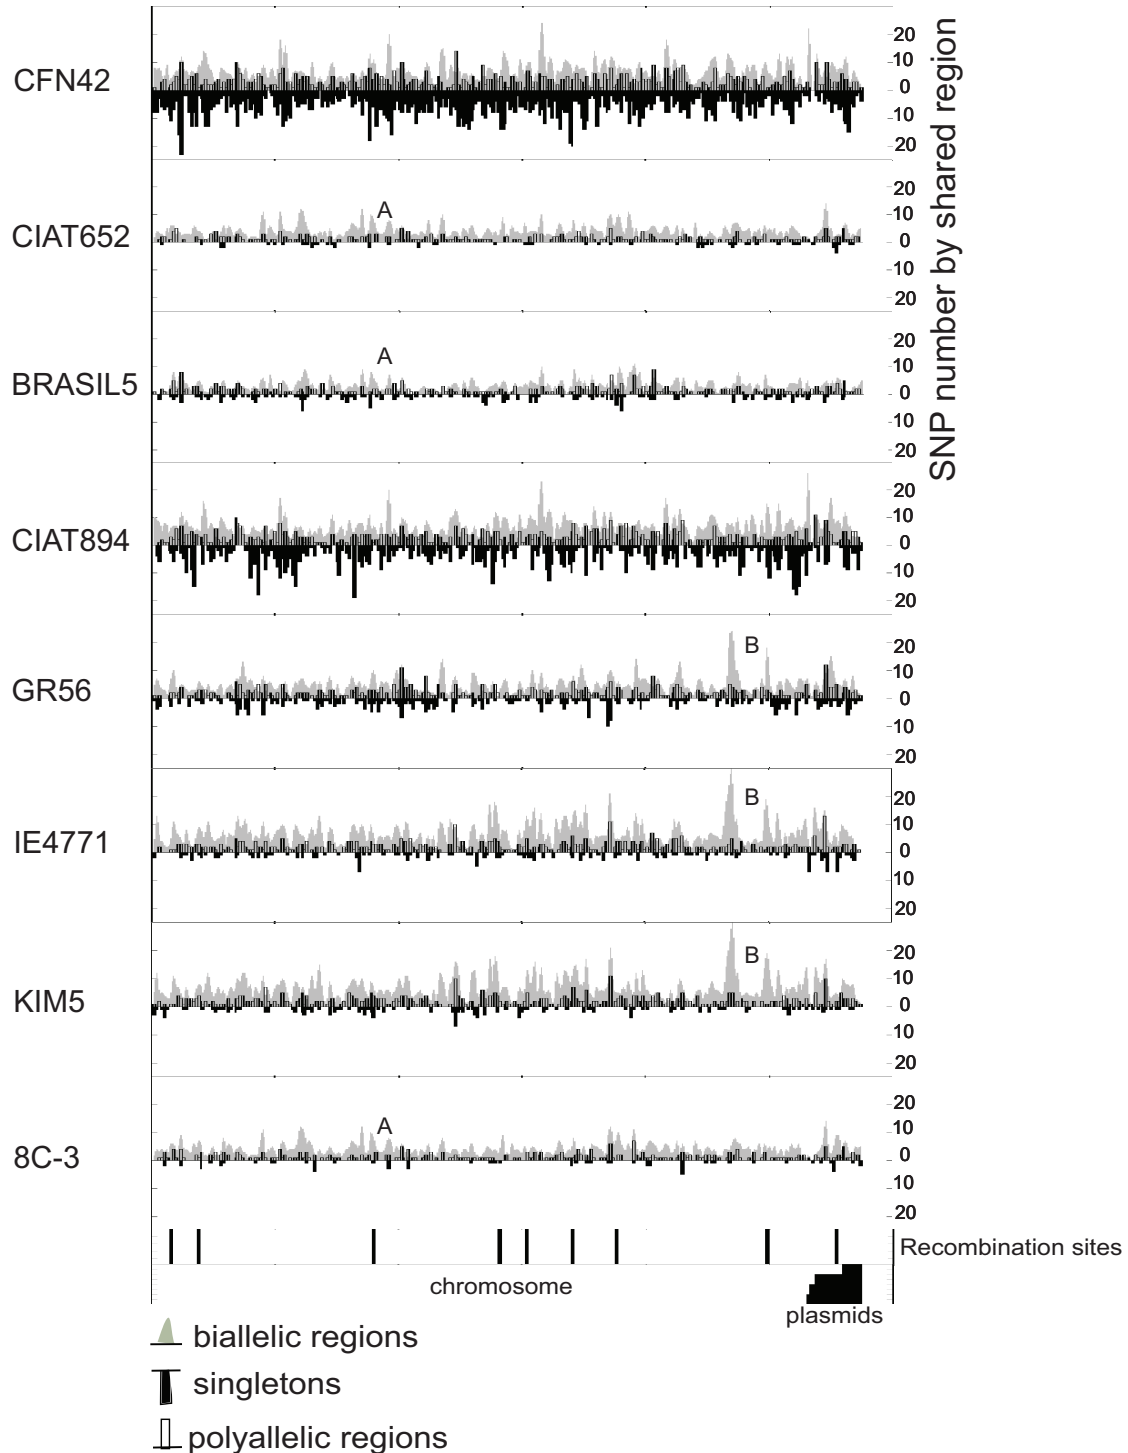 CFN42
20
10
0
10
20
CIAT652
A
20
10
0
10
20
BRASIL5
A
20
10
0
10
20
CIAT894
20
10
0
10
20
GR56
B
20
10
0
10
20
IE4771
B
20
10
0
10
20
KIM5
B
20
10
0
10
20
8C-3
A
20
10
0
10
20
SNP number by shared region
Recombination sites
chromosome
plasmids
biallelic regions
singletons
polyallelic regions